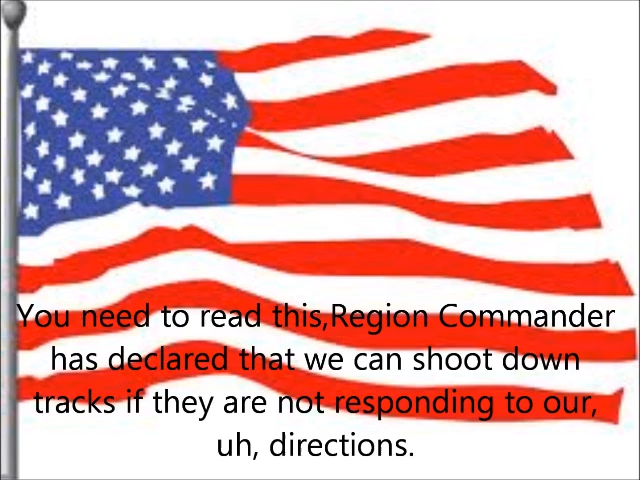 You need to read this,Region Commander
has declared that we can shoot down
tracks if they are not responding to our,
uh, directions.